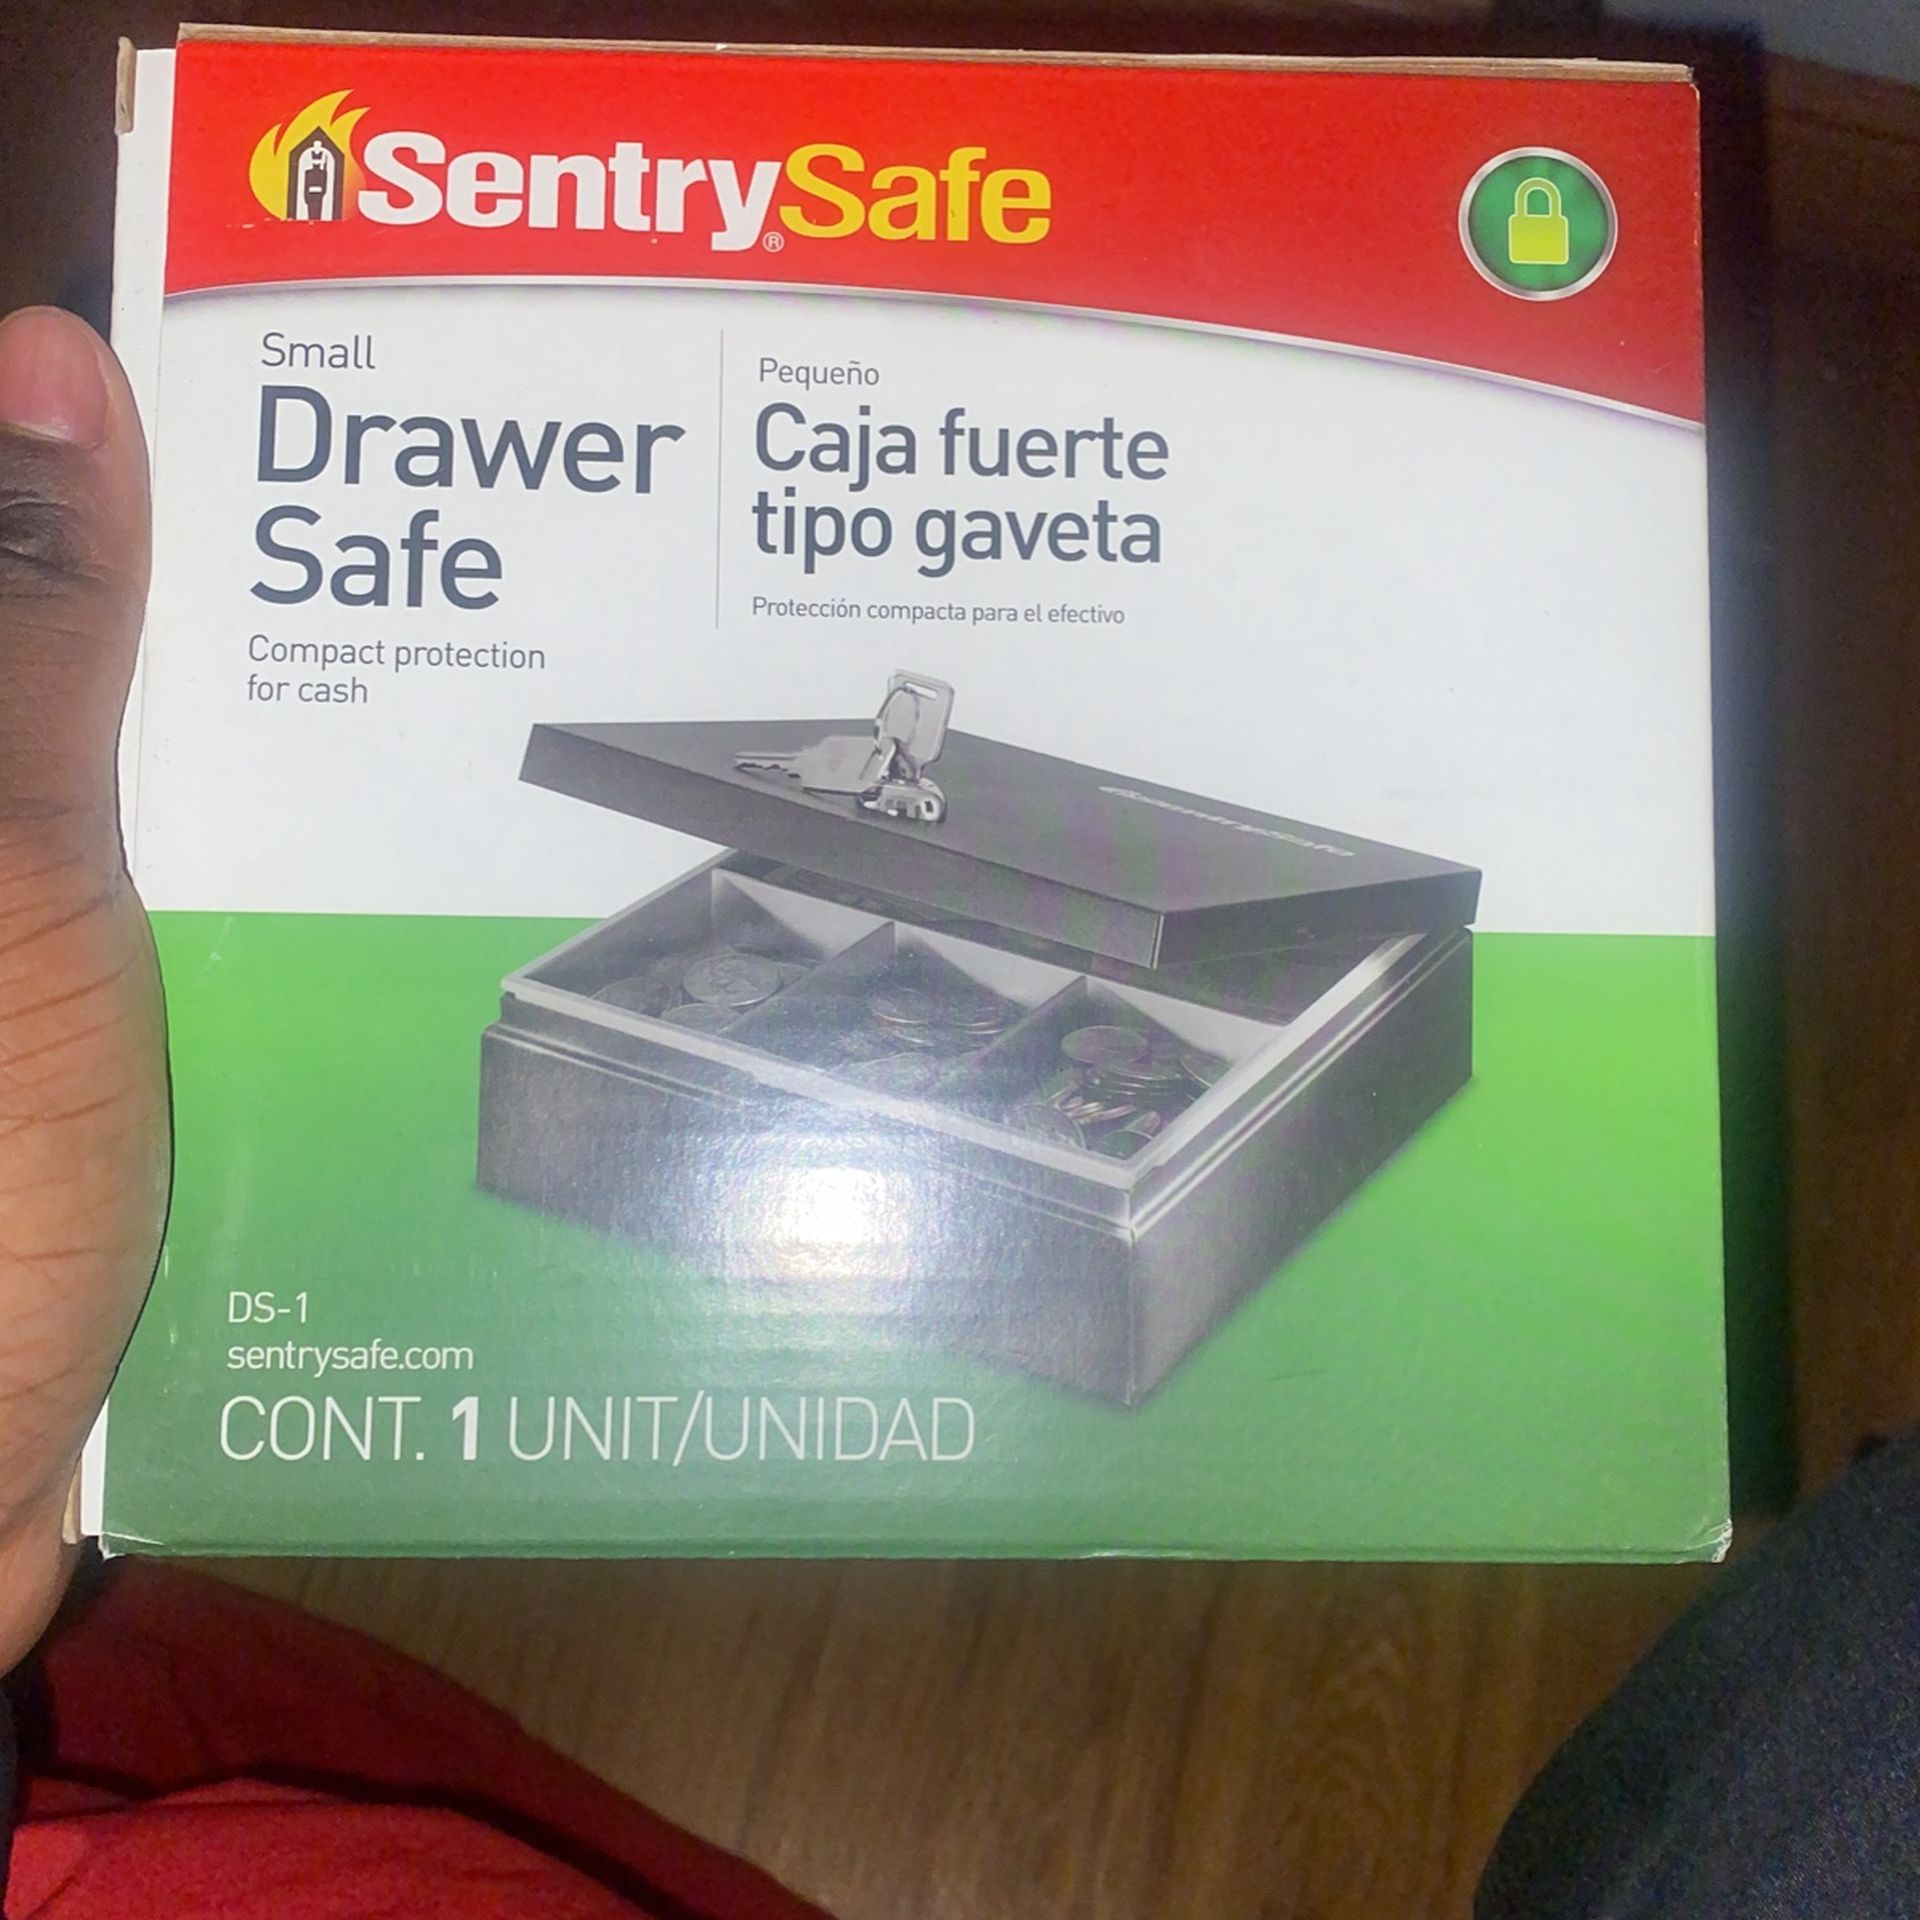 SentrySafe®
Small
Drawer
Safe
Compact protection
for cash
Pequeño
Caja fuerte
tipo gaveta
Protección compacta para el efectivo
SentrySafe
DS-1
sentrysafe.com
CONT. 1 UNIT/UNIDAD